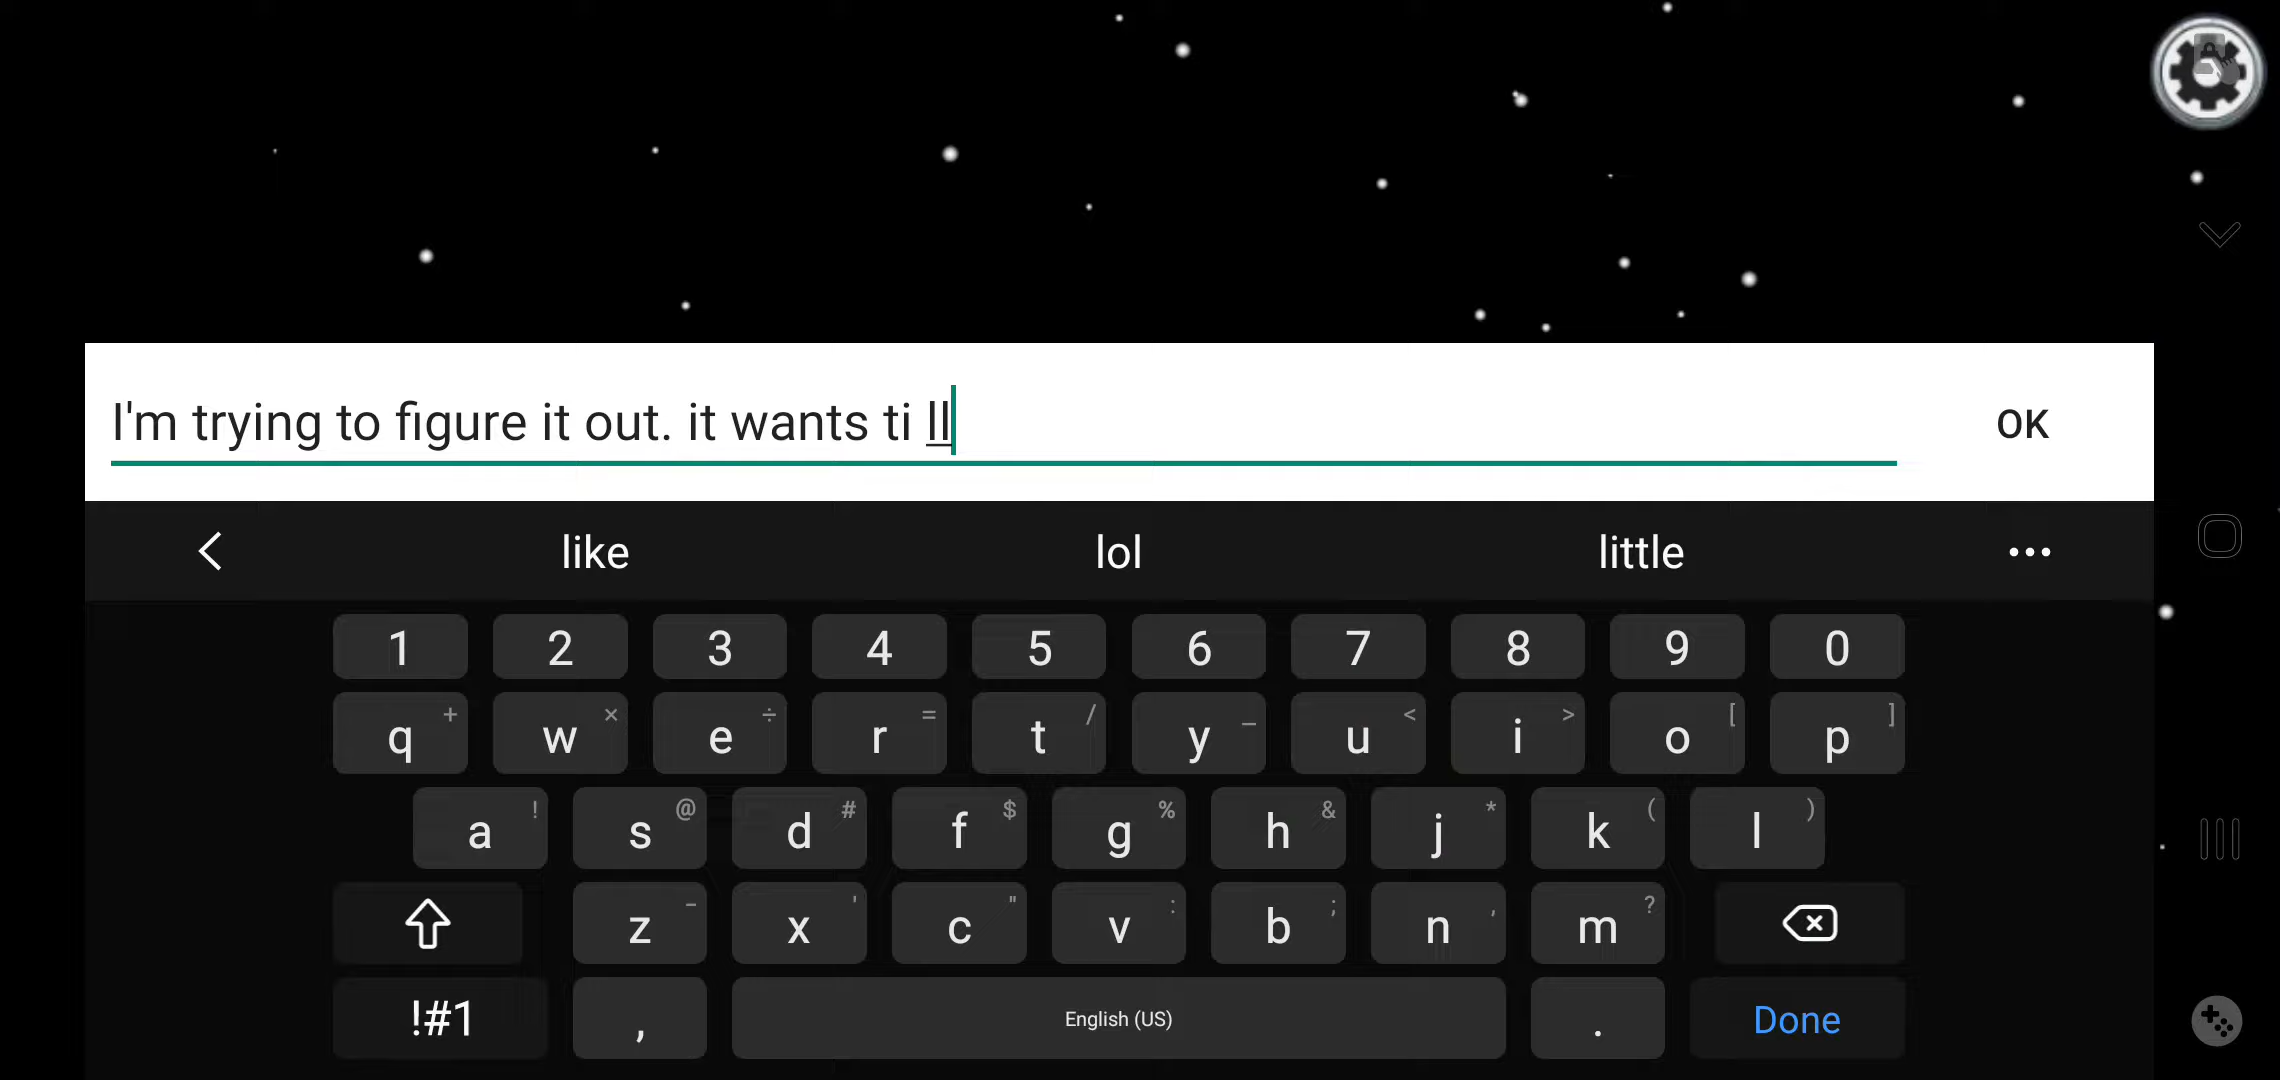 I'm trying to figure it out. it wants ti ll
OK
like lol little •••
1 2 3 4 5 6 7 8 9 0
q + w × e ÷ r = t / y _ u < i > o [ p ]
a ! s @ d # f $ g % h & j * k ( l )
z - x ' c " v : b ; n , m ?
!#1 , English (US) . Done